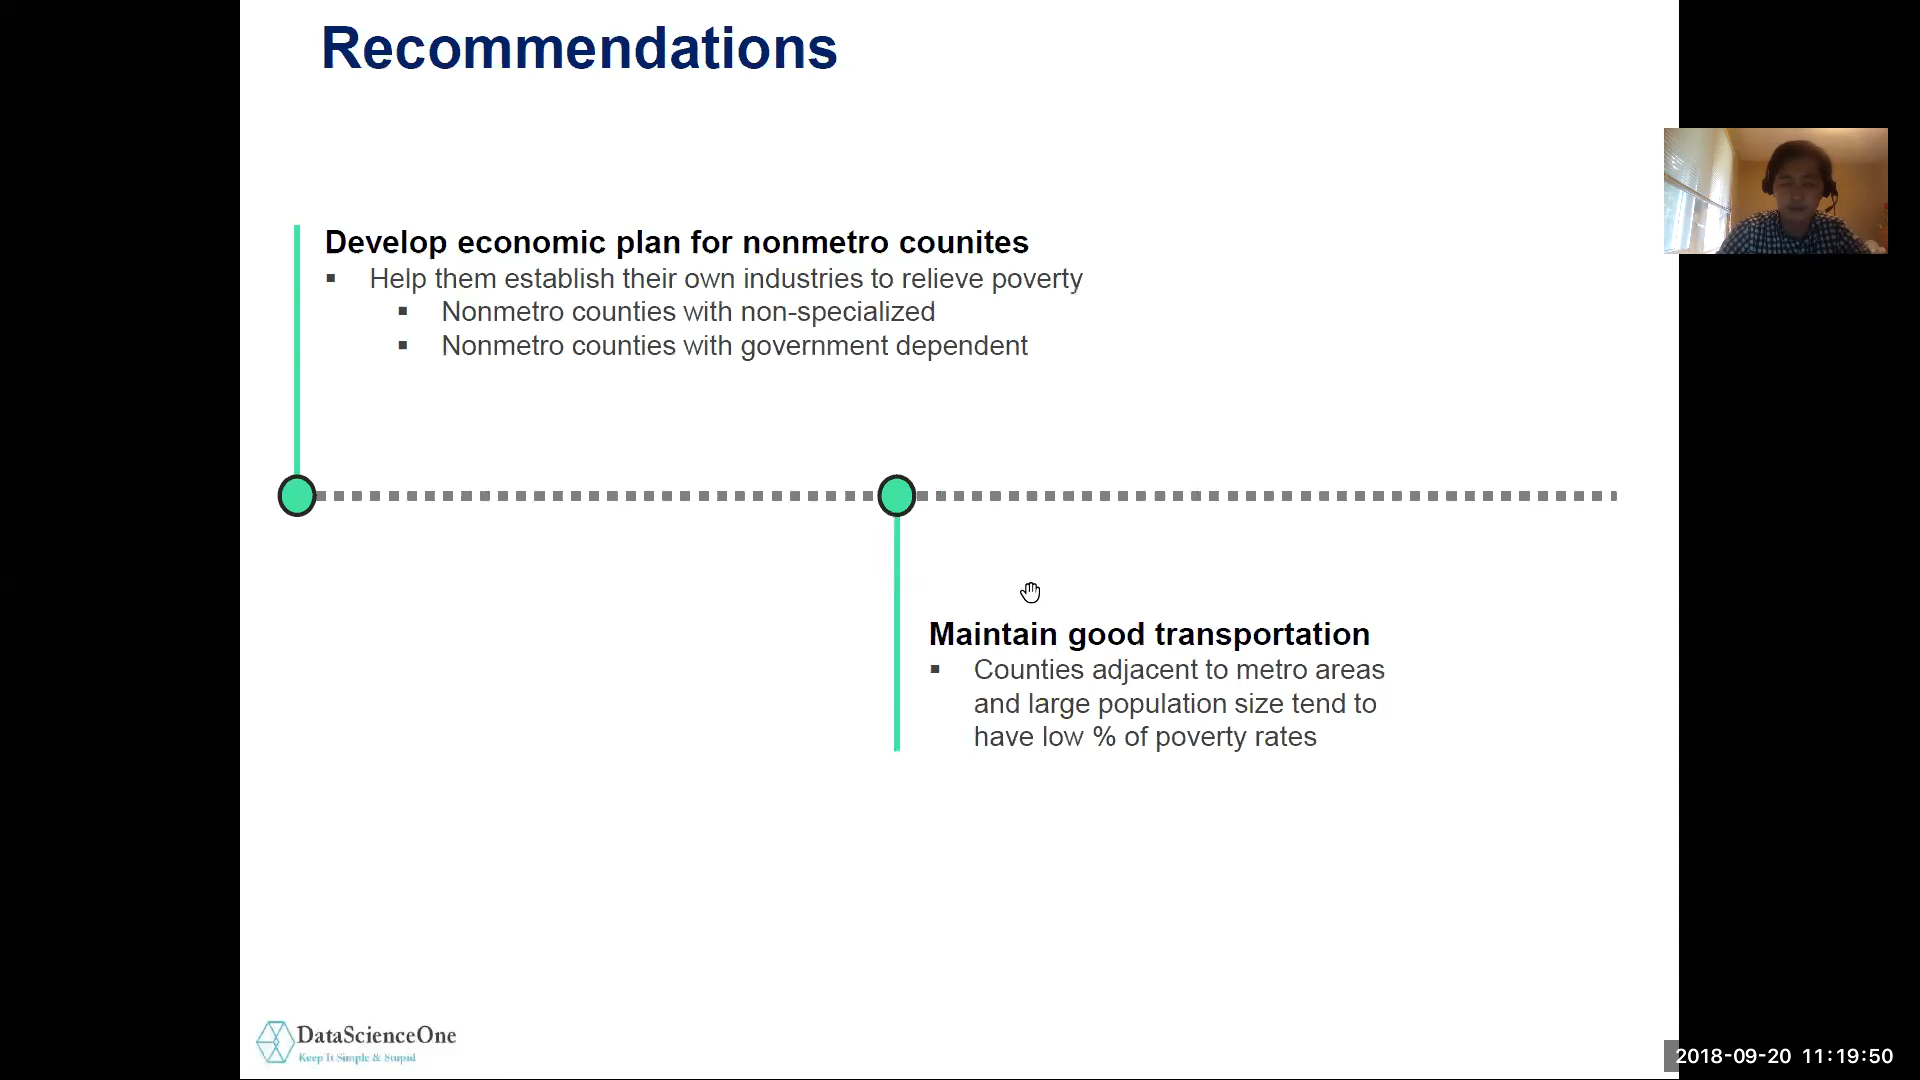 Recommendations
Develop economic plan for nonmetro counites
▪ Help them establish their own industries to relieve poverty
▪ Nonmetro counties with non-specialized
▪ Nonmetro counties with government dependent
Maintain good transportation
▪ Counties adjacent to metro areas
and large population size tend to
have low % of poverty rates
DataScienceOne
Keep It Simple & Stupid
2018-09-20 11:19:50